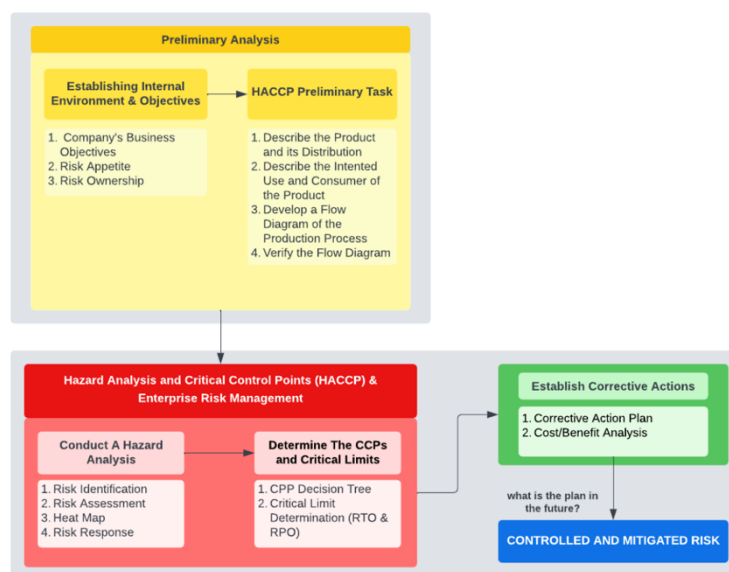 Preliminary Analysis
Establishing Internal
Environment & Objectives
HACCP Preliminary Task
1. Company's Business
Objectives
2. Risk Appetite
3. Risk Ownership
1. Describe the Product
and its Distribution
2. Describe the Intented
Use and Consumer of
the Product
3. Develop a Flow
Diagram of the
Production Process
4. Verify the Flow Diagram
Hazard Analysis and Critical Control Points (HACCP) &
Enterprise Risk Management
Conduct A Hazard
Analysis
Determine The CCPs
and Critical Limits
1. Risk Identification
2. Risk Assessment
3. Heat Map
4. Risk Response
1. CPP Decision Tree
2. Critical Limit
Determination (RTO &
RPO)
Establish Corrective Actions
1. Corrective Action Plan
2. Cost/Benefit Analysis
what is the plan in
the future?
CONTROLLED AND MITIGATED RISK